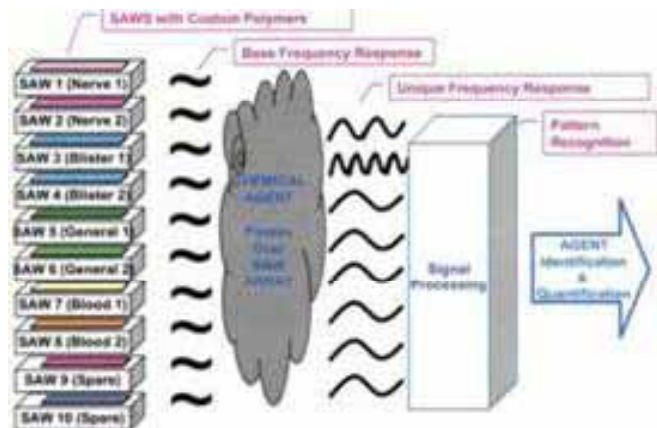 SAWS with Custom Polymers
Base Frequency Response
Unique Frequency Response
Pattern
Recognition
SAW 1 (Nerve 1)
SAW 2 (Nerve 2)
SAW 3 (Blister 1)
SAW 4 (Blister 2)
SAW 5 (General 1)
SAW 6 (General 2)
SAW 7 (Blood 1)
SAW 8 (Blood 2)
SAW 9 (Spare)
SAW 10 (Spare)
CHEMICAL
AGENT
Passes
Over
SAW
ARRAY
Signal
Processing
AGENT
Identification
&
Quantification